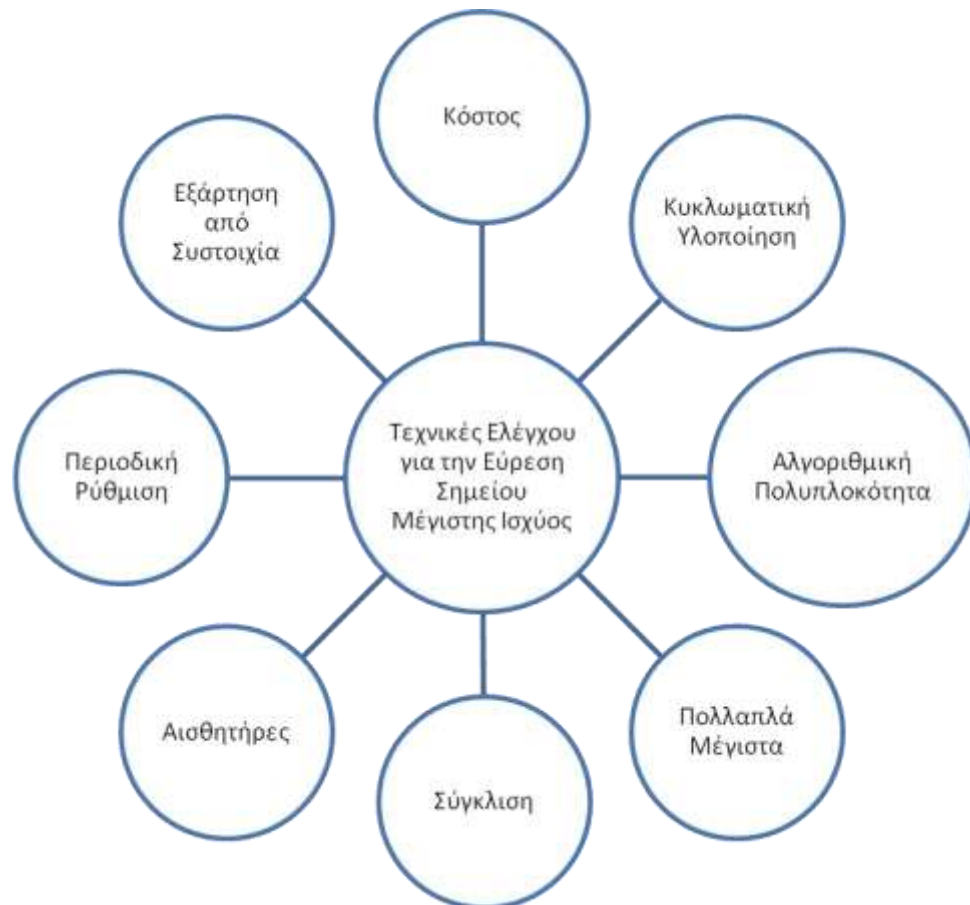 Κόστος
Κυκλωματική
Υλοποίηση
Αλγοριθμική
Πολυπλοκότητα
Πολλαπλά
Μέγιστα
Σύγκλιση
Αισθητήρες
Περιοδική
Ρύθμιση
Εξάρτηση
από
Συστοιχία
Τεχνικές Ελέγχου
για την Εύρεση
Σημείου
Μέγιστης Ισχύος